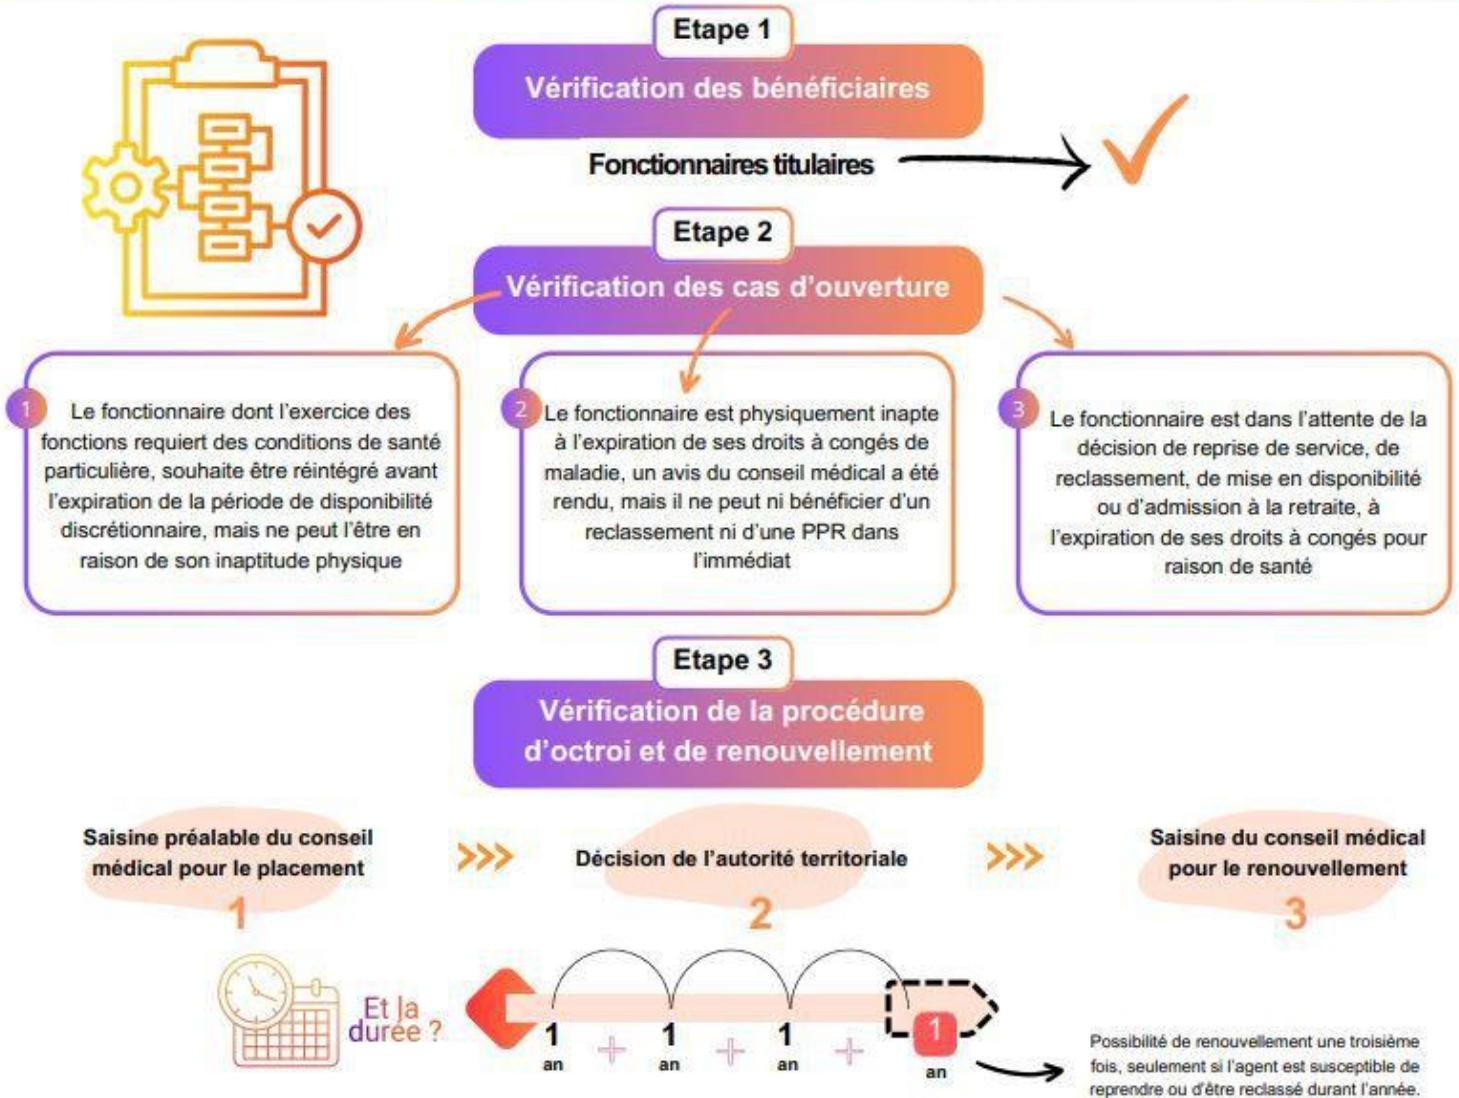 Etape 1
Vérification des bénéficiaires
Fonctionnaires titulaires
Etape 2
Vérification des cas d'ouverture
1
Le fonctionnaire dont l'exercice des
fonctions requiert des conditions de santé
particulière, souhaite être réintégré avant
l'expiration de la période de disponibilité
discrétionnaire, mais ne peut l'être en
raison de son inaptitude physique
2
Le fonctionnaire est physiquement inapte
à l'expiration de ses droits à congés de
maladie, un avis du conseil médical a été
rendu, mais il ne peut ni bénéficier d'un
reclassement ni d'une PPR dans
l'immédiat
3
Le fonctionnaire est dans l'attente de la
décision de reprise de service, de
reclassement, de mise en disponibilité
ou d'admission à la retraite, à
l'expiration de ses droits à congés pour
raison de santé
Etape 3
Vérification de la procédure
d'octroi et de renouvellement
Saisine préalable du conseil
médical pour le placement
1
>>>
Décision de l'autorité territoriale
2
>>>
Saisine du conseil médical
pour le renouvellement
3
Et la
durée ?
1 + 1 + 1 + 1
an an an an
Possibilité de renouvellement une troisième
fois, seulement si l'agent est susceptible de
reprendre ou d'être reclassé durant l'année.